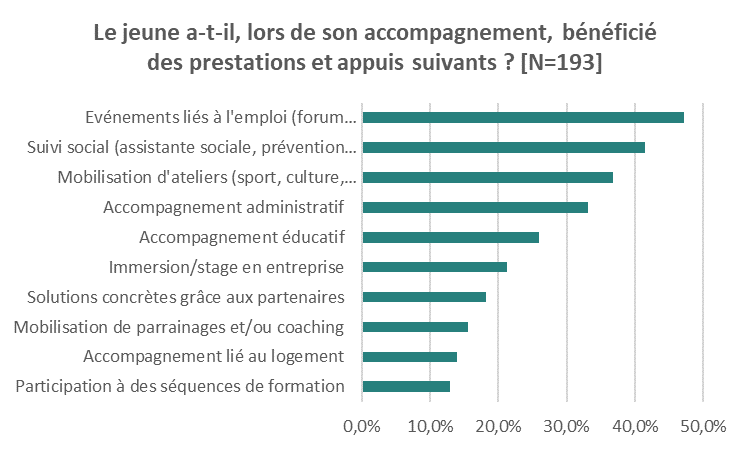 Le jeune a-t-il, lors de son accompagnement, bénéficié
des prestations et appuis suivants ? [N=193]
Evénements liés à l'emploi (forum…
Suivi social (assistante sociale, prévention…
Mobilisation d'ateliers (sport, culture,…
Accompagnement administratif
Accompagnement éducatif
Immersion/stage en entreprise
Solutions concrètes grâce aux partenaires
Mobilisation de parrainages et/ou coaching
Accompagnement lié au logement
Participation à des séquences de formation
0,0% 10,0% 20,0% 30,0% 40,0% 50,0%